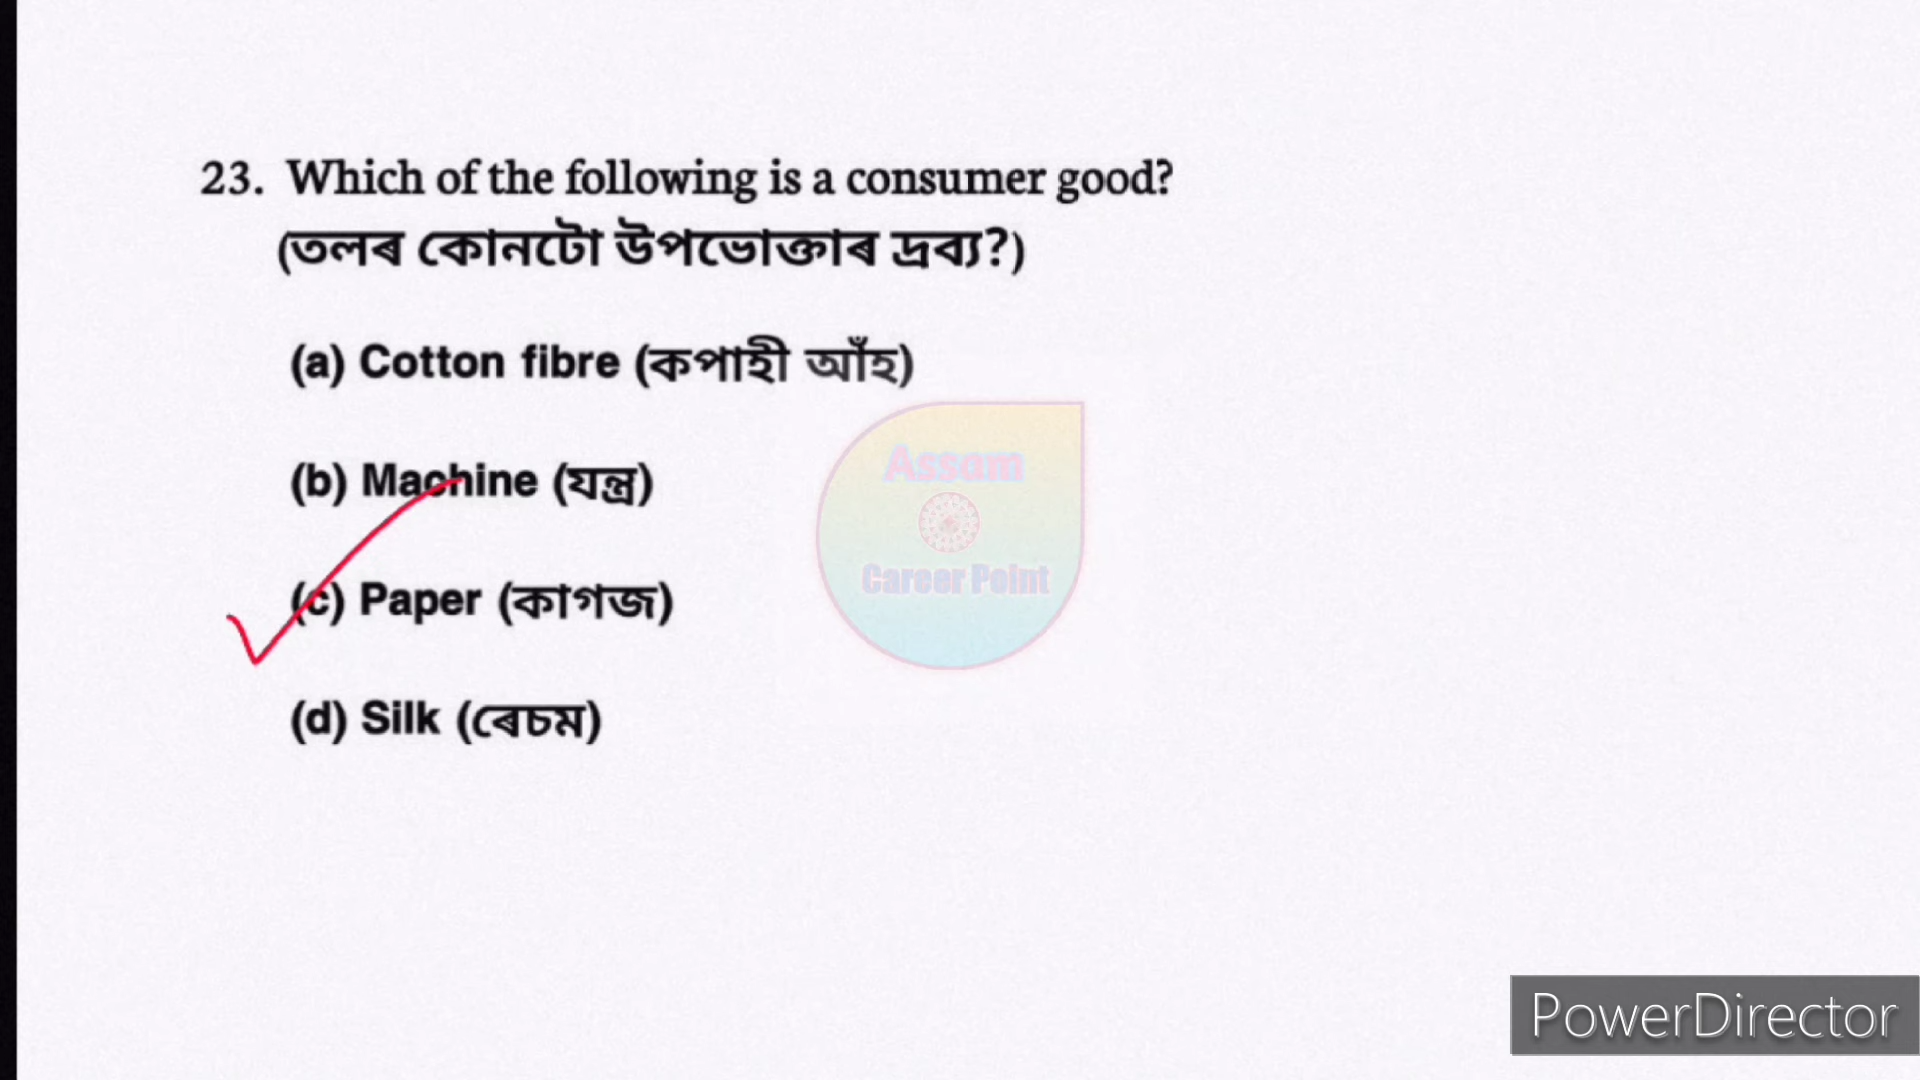 23. Which of the following is a consumer good?
(তলৰ কোনটো উপভোক্তাৰ দ্ৰব্য?)
(a) Cotton fibre (কপাহী আঁহ)
(b) Machine (যন্ত্ৰ)
(c) Paper (কাগজ)
(d) Silk (ৰেচম)
Assam
Career Point
PowerDirector